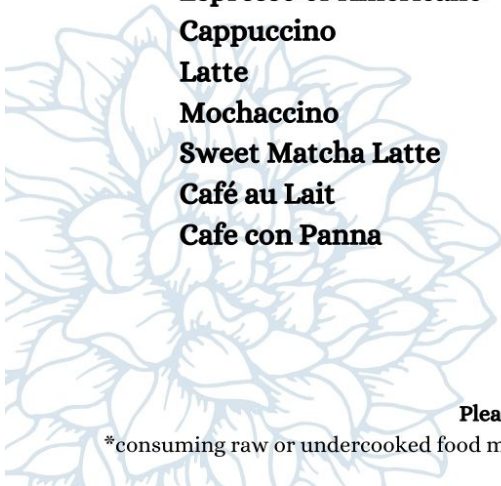 Cappuccino
Latte
Mochaccino
Sweet Matcha Latte
Café au Lait
Cafe con Panna
*consuming raw or undercooked food